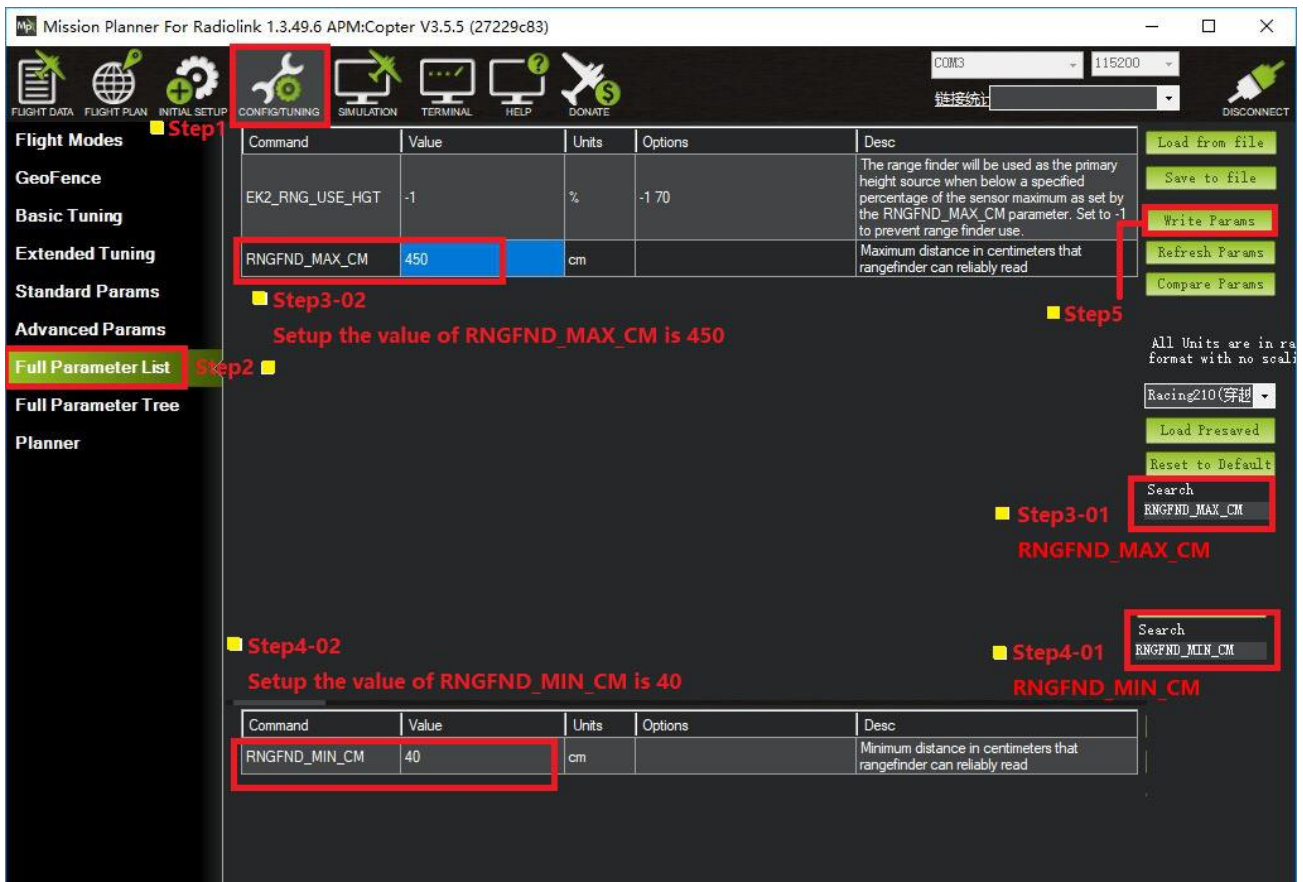 Mission Planner For Radiolink 1.3.49.6 APM:Copter V3.5.5 (27229c83)
FLIGHT DATA
FLIGHT PLAN
INITIAL SETUP
CONFIG/TUNING
SIMULATION
TERMINAL
HELP
DONATE
COM3
115200
链接统计
DISCONNECT
Step1
Flight Modes
GeoFence
Basic Tuning
Extended Tuning
Standard Params
Advanced Params
Full Parameter List
Step2
Full Parameter Tree
Planner
Command Value Units Options Desc
EK2_RNG_USE_HGT -1 % -1 70
The range finder will be used as the primary
height source when below a specified
percentage of the sensor maximum as set by
the RNGFND_MAX_CM parameter. Set to -1
to prevent range finder use.
RNGFND_MAX_CM 450 cm
Maximum distance in centimeters that
rangefinder can reliably read
Step3-02
Setup the value of RNGFND_MAX_CM is 450
Load from file
Save to file
Write Params
Refresh Params
Compare Params
Step5
All Units are in ra
format with no scali
Racing210(穿越
Load Presaved
Reset to Default
Search
RNGFND_MAX_CM
Step3-01
RNGFND_MAX_CM
Search
RNGFND_MIN_CM
Step4-01
RNGFND_MIN_CM
Step4-02
Setup the value of RNGFND_MIN_CM is 40
Command Value Units Options Desc
RNGFND_MIN_CM 40 cm
Minimum distance in centimeters that
rangefinder can reliably read